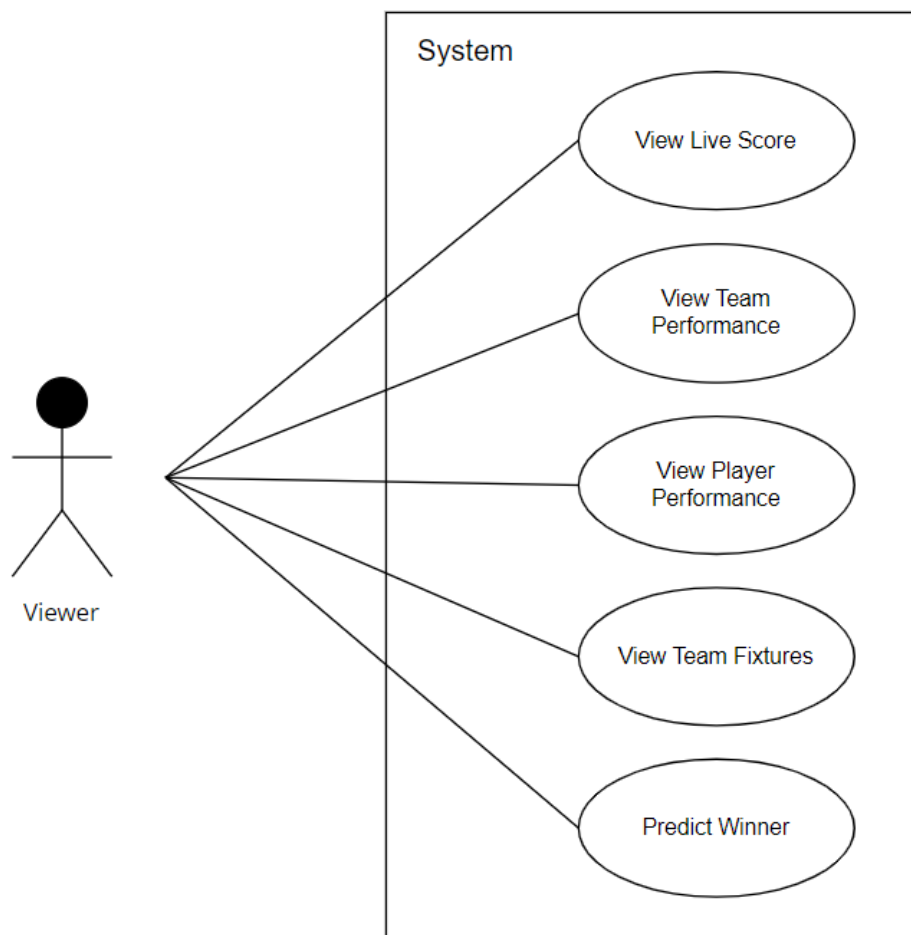 System
View Live Score
View Team
Performance
View Player
Performance
Viewer
View Team Fixtures
Predict Winner